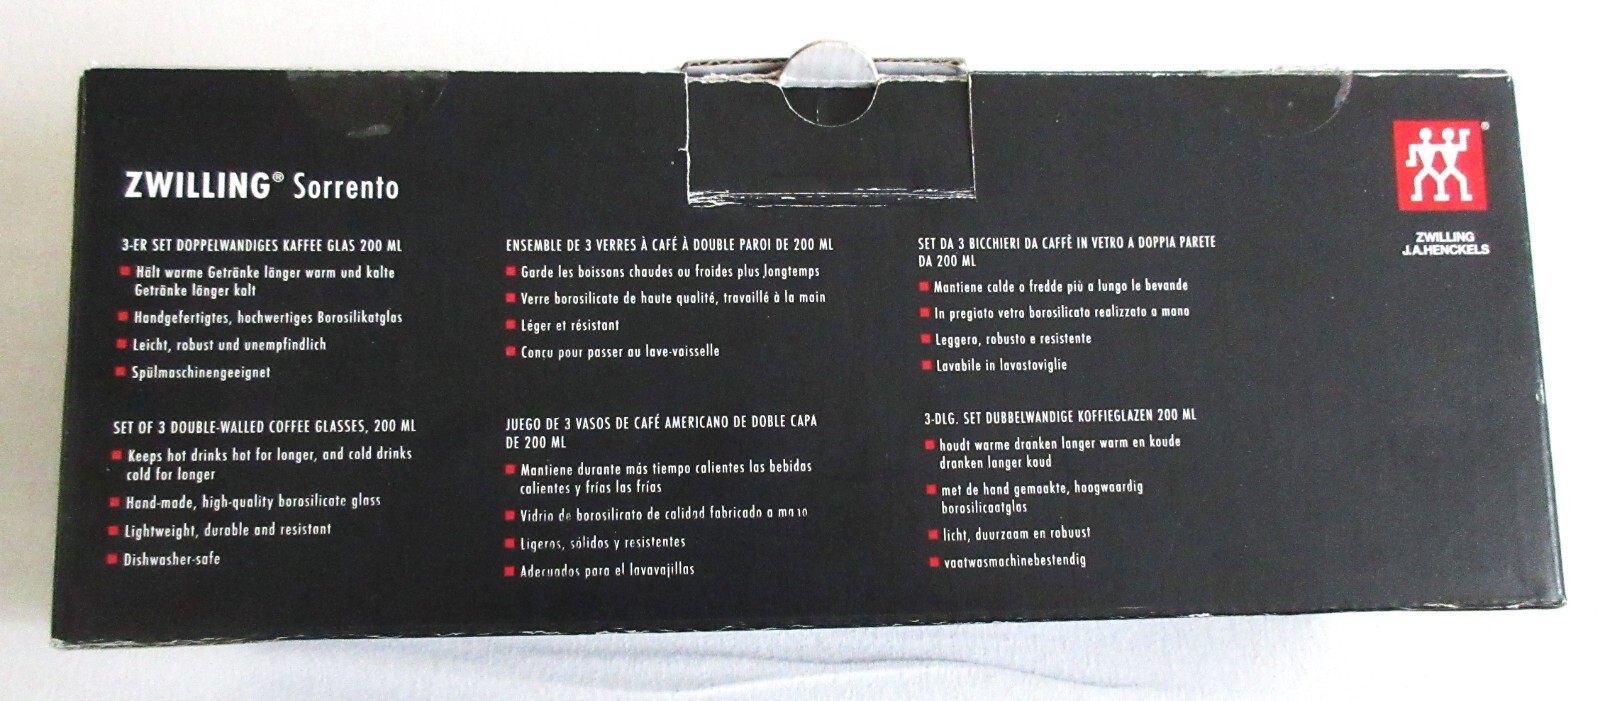 ZWILLING® Sorrento
3-ER SET DOPPELWANDIGES KAFFEE GLAS 200 ML
Hält warme Getränke länger warm und kalte
Getränke länger kalt
Handgefertigtes, hochwertiges Borosilikatglas
Leicht, robust und unempfindlich
Spülmaschinengeeignet
SET OF 3 DOUBLE-WALLED COFFEE GLASSES, 200 ML
Keeps hot drinks hot for longer, and cold drinks
cold for longer
Hand-made, high-quality borosilicate glass
Lightweight, durable and resistant
Dishwasher-safe
ENSEMBLE DE 3 VERRES À CAFÉ À DOUBLE PAROI DE 200 ML
Garde les boissons chaudes ou froides plus longtemps
Verre borosilicate de haute qualité, travaillé à la main
Léger et résistant
Concu pour passer au lave-vaisselle
JUEGO DE 3 VASOS DE CAFÉ AMERICANO DE DOBLE CAPA
DE 200 ML
Mantiene durante más tiempo calientes las bebidas
calientes y frías las frías
Vidrio de borosilicato de calidad fabricado a mano
Ligeros, sólidos y resistentes
Adecuados para el lavavajillas
SET DA 3 BICCHIERI DA CAFFÈ IN VETRO A DOPPIA PARETE
DA 200 ML
Mantiene calde o fredde più a lungo le bevande
In pregiato vetro borosilicato realizzato a mano
Leggero, robusto e resistente
Lavabile in lavastoviglie
3-DLG. SET DUBBELWANDIGE KOFFIEGLAZEN 200 ML
houdt warme dranken langer warm en koude
dranken langer koud
met de hand gemaakte, hoogwaardig
borosilicaatglas
licht, duurzaam en robuust
vaatwasmachinebestendig
®
ZWILLING
J.A.HENCKELS